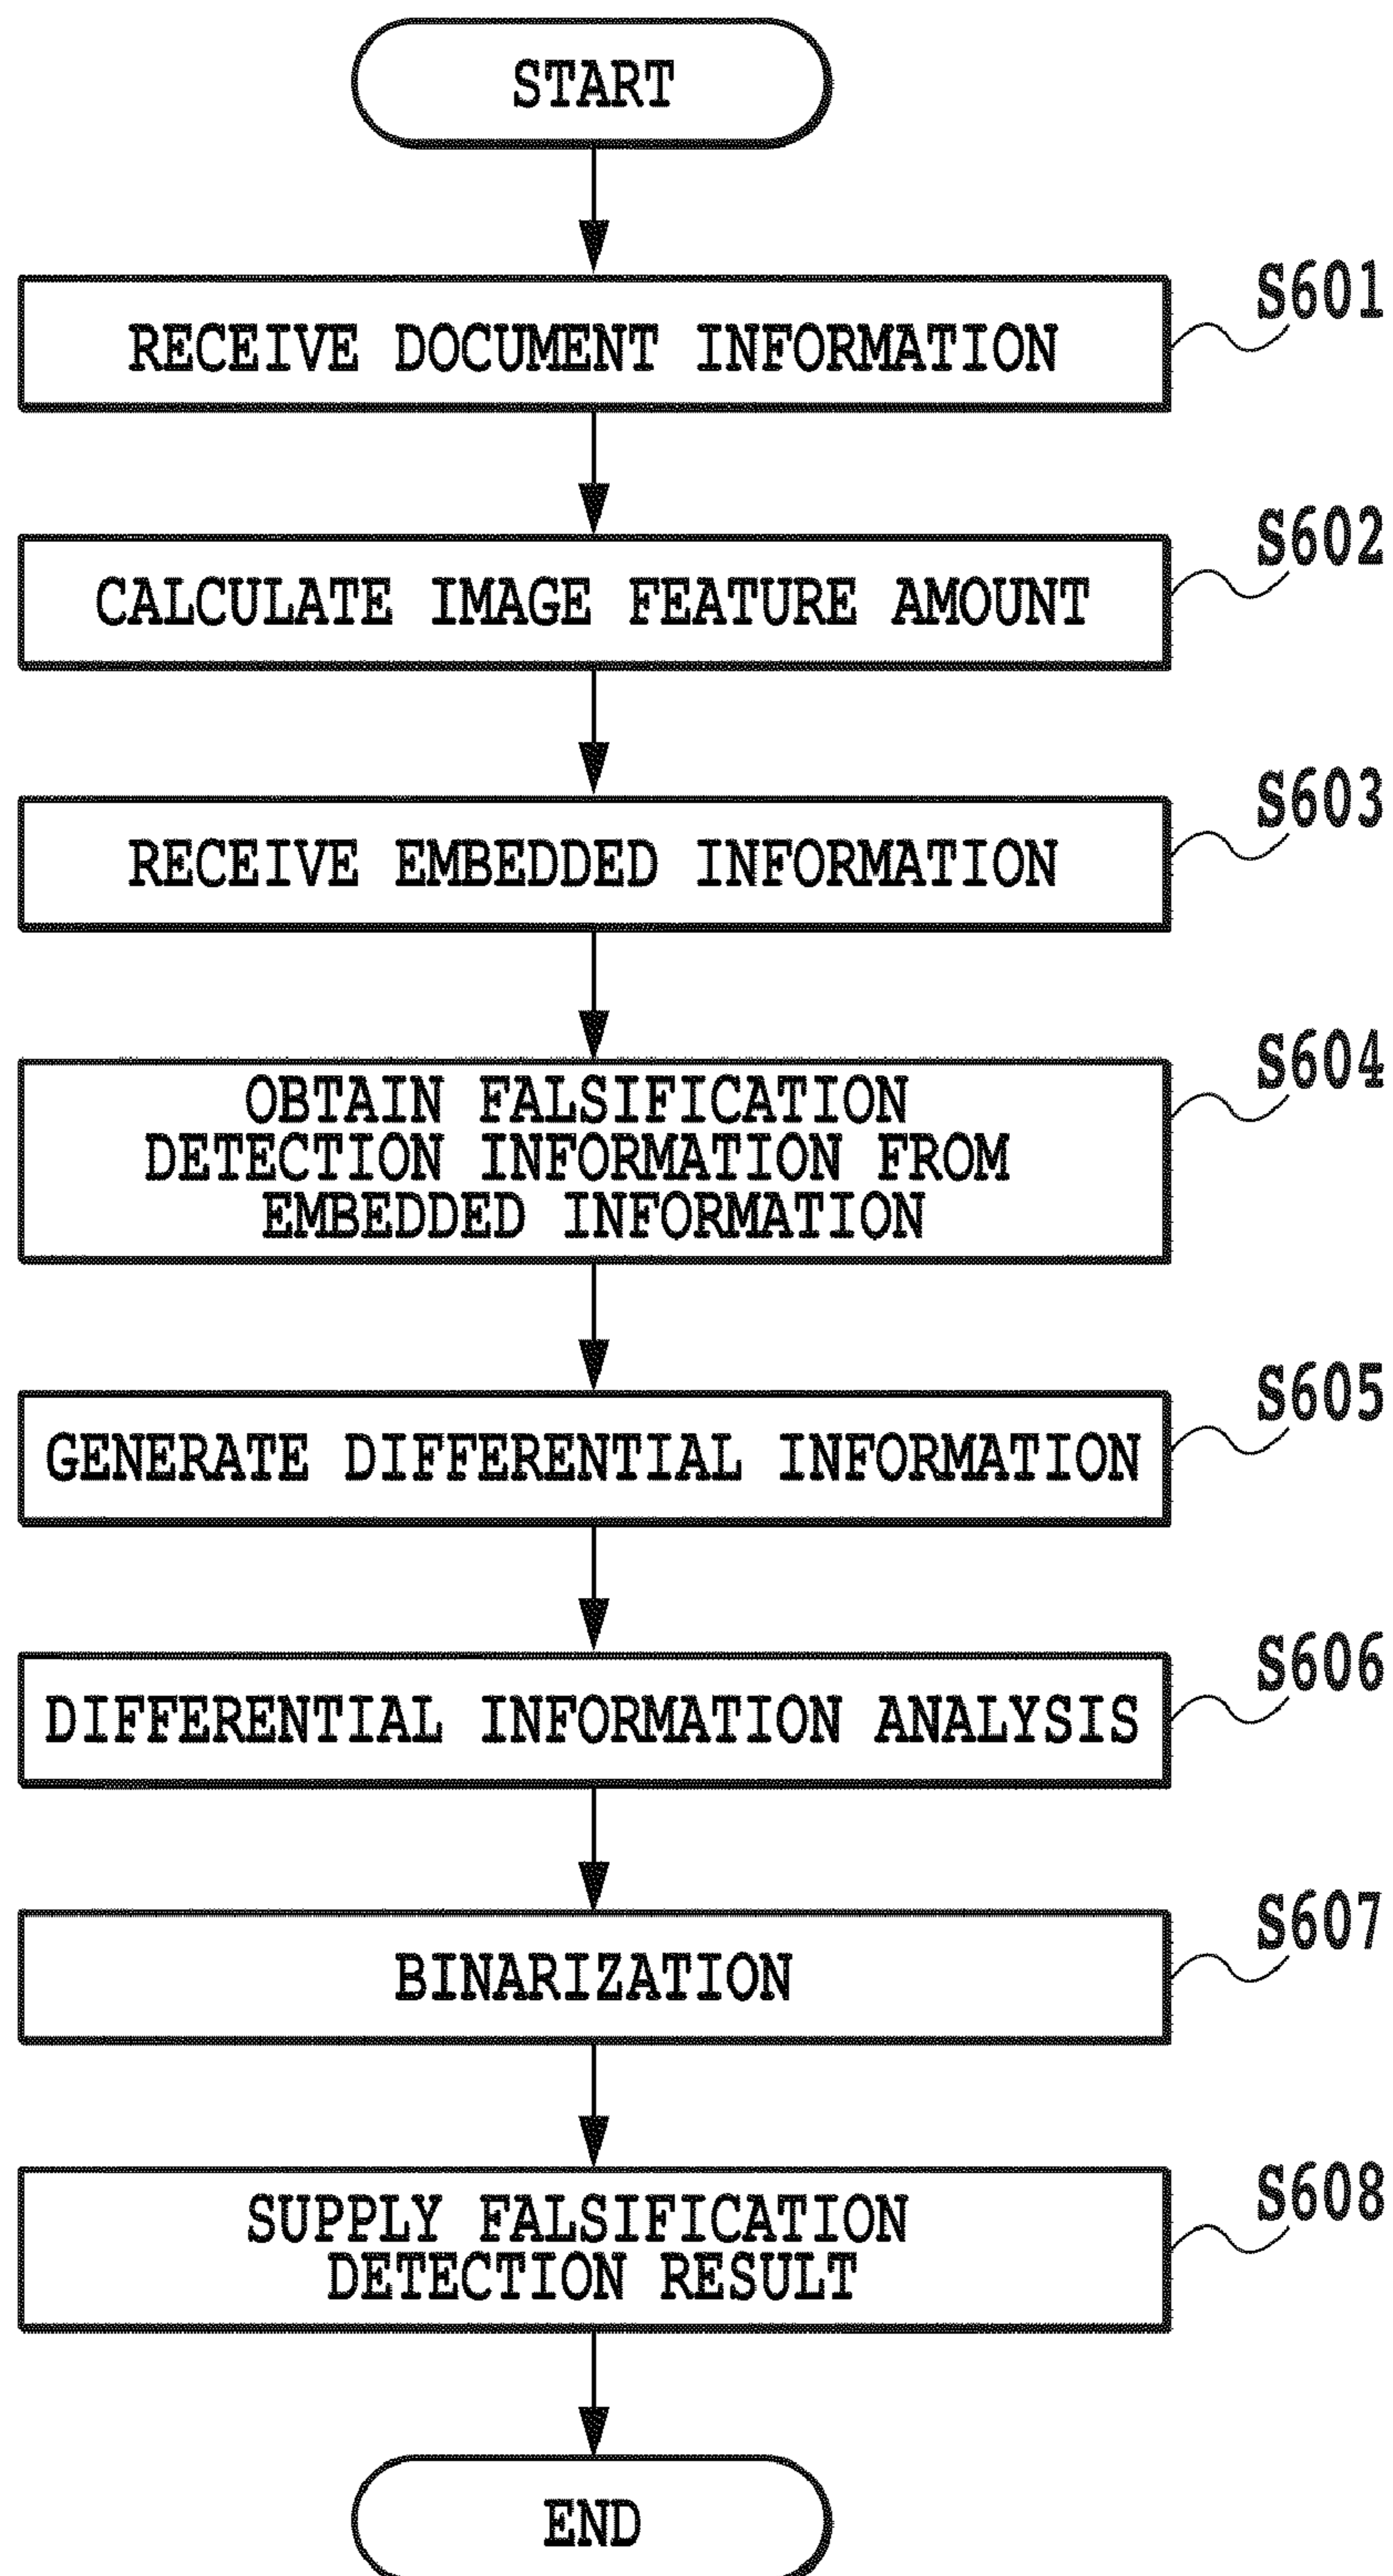 START
RECEIVE DOCUMENT INFORMATION
S601
CALCULATE IMAGE FEATURE AMOUNT
S602
RECEIVE EMBEDDED INFORMATION
S603
OBTAIN FALSIFICATION
DETECTION INFORMATION FROM
EMBEDDED INFORMATION
S604
GENERATE DIFFERENTIAL INFORMATION
S605
DIFFERENTIAL INFORMATION ANALYSIS
S606
BINARIZATION
S607
SUPPLY FALSIFICATION
DETECTION RESULT
S608
END